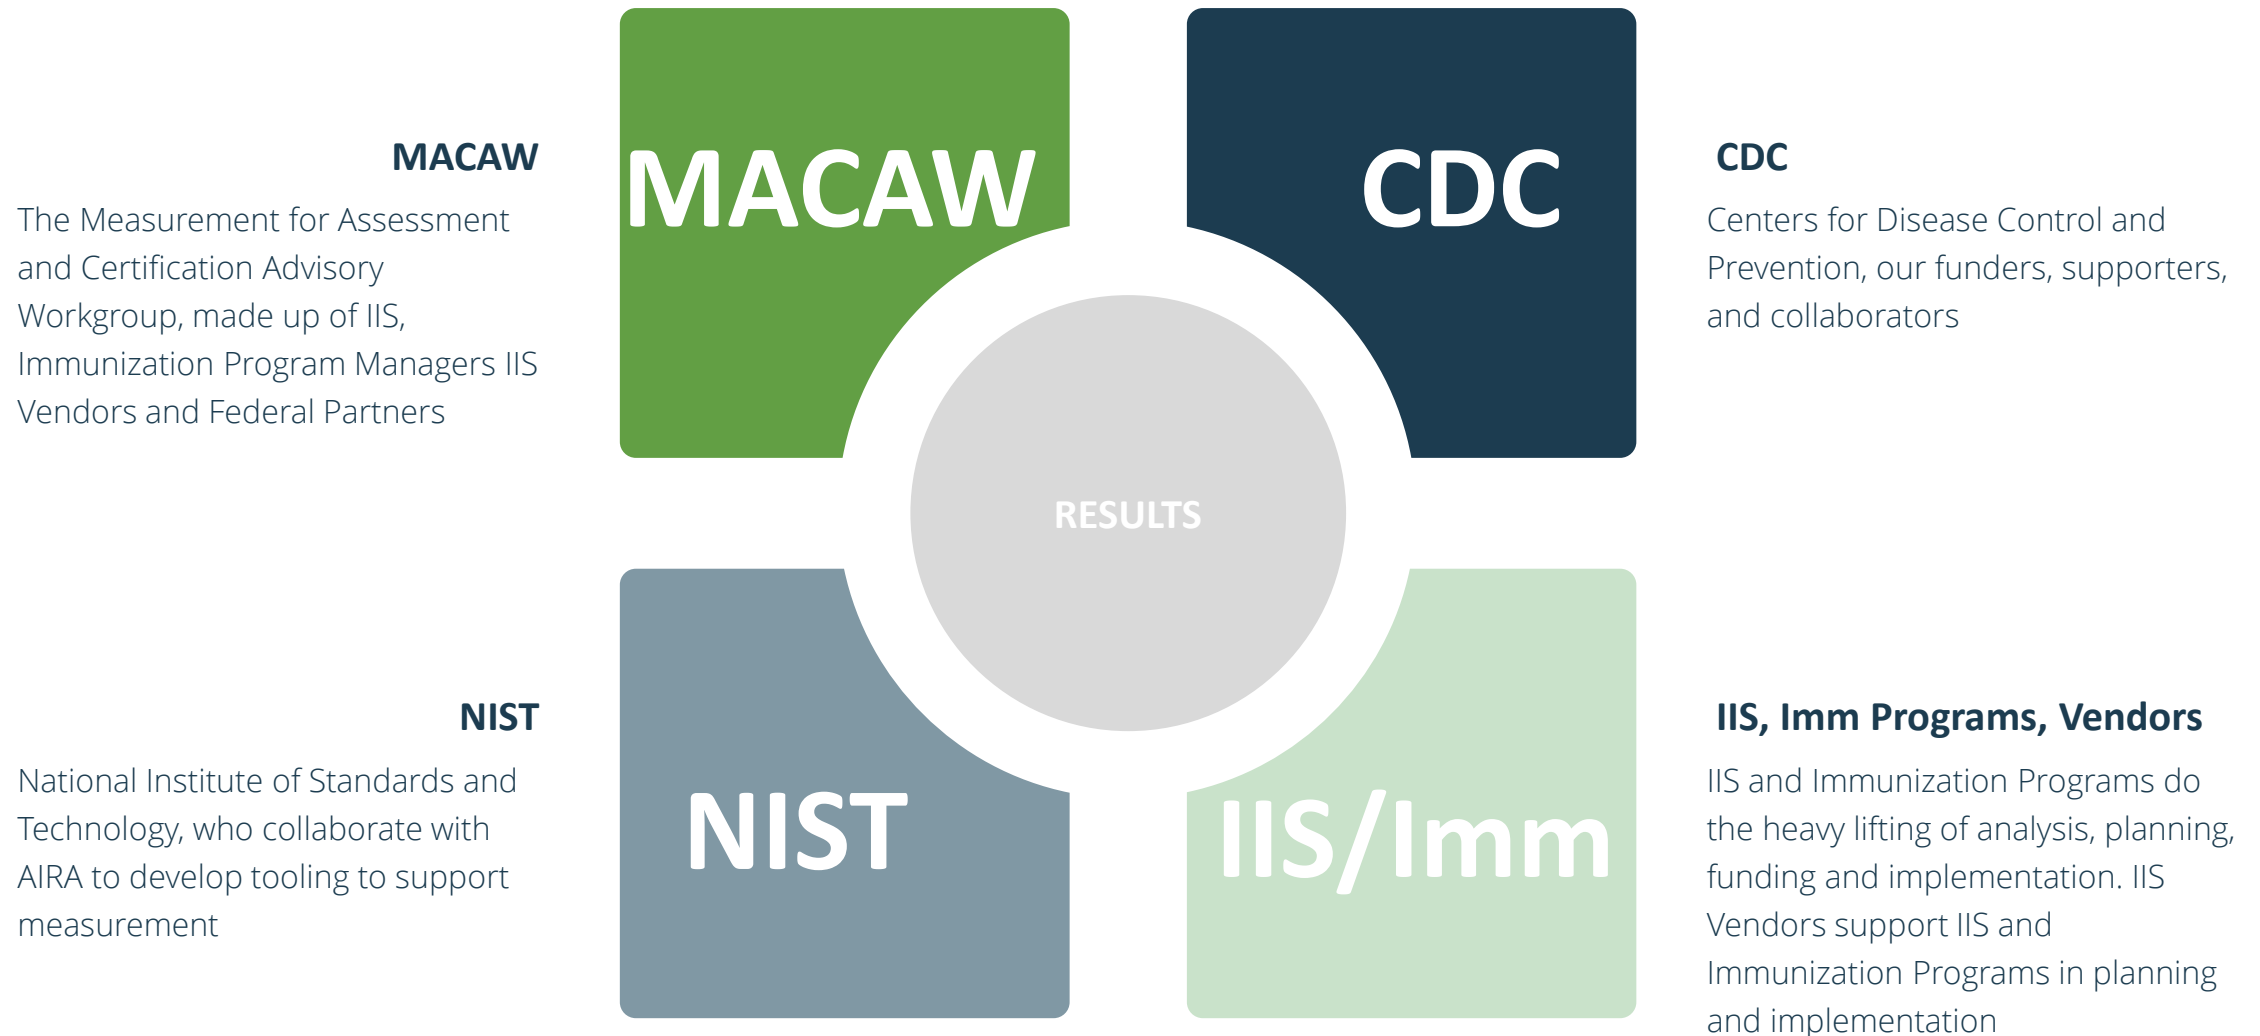 MACAW
The Measurement for Assessment
and Certification Advisory
Workgroup, made up of IIS,
Immunization Program Managers IIS
Vendors and Federal Partners
MACAW
CDC
CDC
Centers for Disease Control and
Prevention, our funders, supporters,
and collaborators
RESULTS
NIST
National Institute of Standards and
Technology, who collaborate with
AIRA to develop tooling to support
measurement
NIST
IIS/Imm
IIS, Imm Programs, Vendors
IIS and Immunization Programs do
the heavy lifting of analysis, planning,
funding and implementation. IIS
Vendors support IIS and
Immunization Programs in planning
and implementation